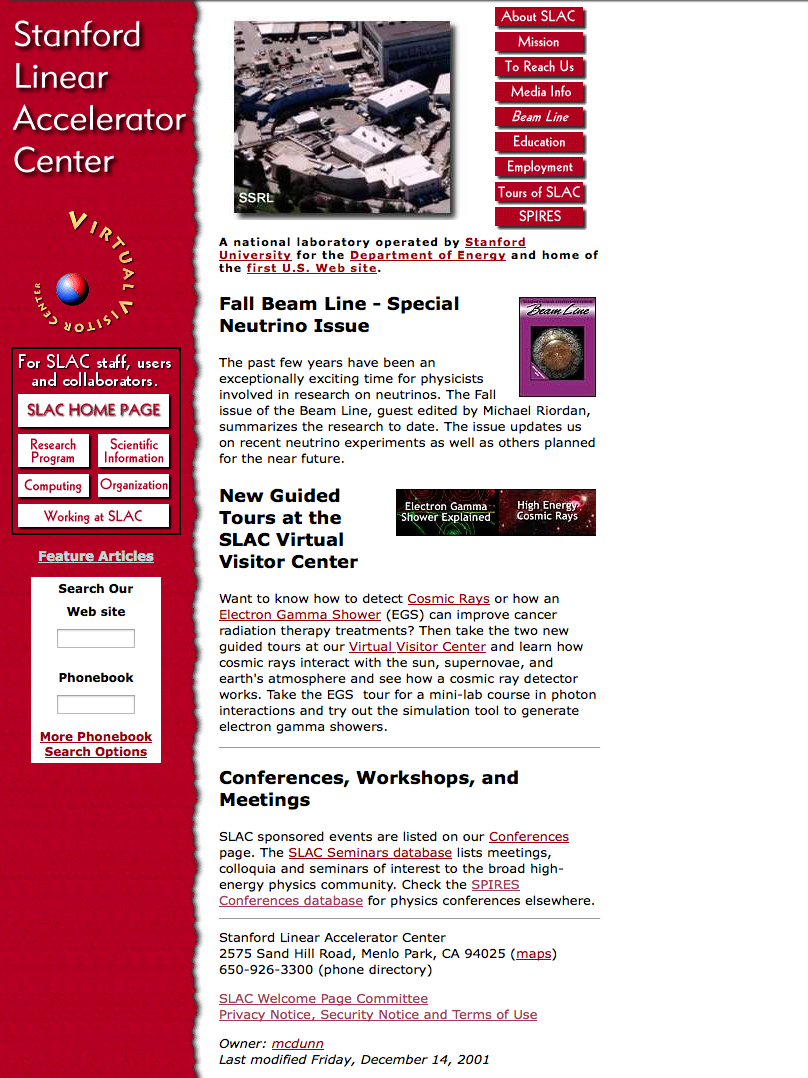 Stanford
Linear
Accelerator
Center
VIRTUAL VISITOR CENTER
For SLAC staff, users
and collaborators.
SLAC HOME PAGE
Research
Program
Scientific
Information
Computing
Organization
Working at SLAC
Feature Articles
Search Our
Web site
Phonebook
More Phonebook
Search Options
SSRL
About SLAC
Mission
To Reach Us
Media Info
Beam Line
Education
Employment
Tours of SLAC
SPIRES
A national laboratory operated by Stanford
University for the Department of Energy and home of
the first U.S. Web site.
Fall Beam Line - Special
Neutrino Issue
Beam Line
The past few years have been an
exceptionally exciting time for physicists
involved in research on neutrinos. The Fall
issue of the Beam Line, guest edited by Michael Riordan,
summarizes the research to date. The issue updates us
on recent neutrino experiments as well as others planned
for the near future.
New Guided
Tours at the
SLAC Virtual
Visitor Center
Electron Gamma
Shower Explained
High Energy
Cosmic Rays
Want to know how to detect Cosmic Rays or how an
Electron Gamma Shower (EGS) can improve cancer
radiation therapy treatments? Then take the two new
guided tours at our Virtual Visitor Center and learn how
cosmic rays interact with the sun, supernovae, and
earth's atmosphere and see how a cosmic ray detector
works. Take the EGS tour for a mini-lab course in photon
interactions and try out the simulation tool to generate
electron gamma showers.
Conferences, Workshops, and
Meetings
SLAC sponsored events are listed on our Conferences
page. The SLAC Seminars database lists meetings,
colloquia and seminars of interest to the broad high-
energy physics community. Check the SPIRES
Conferences database for physics conferences elsewhere.
Stanford Linear Accelerator Center
2575 Sand Hill Road, Menlo Park, CA 94025 (maps)
650-926-3300 (phone directory)
SLAC Welcome Page Committee
Privacy Notice, Security Notice and Terms of Use
Owner: mcdunn
Last modified Friday, December 14, 2001